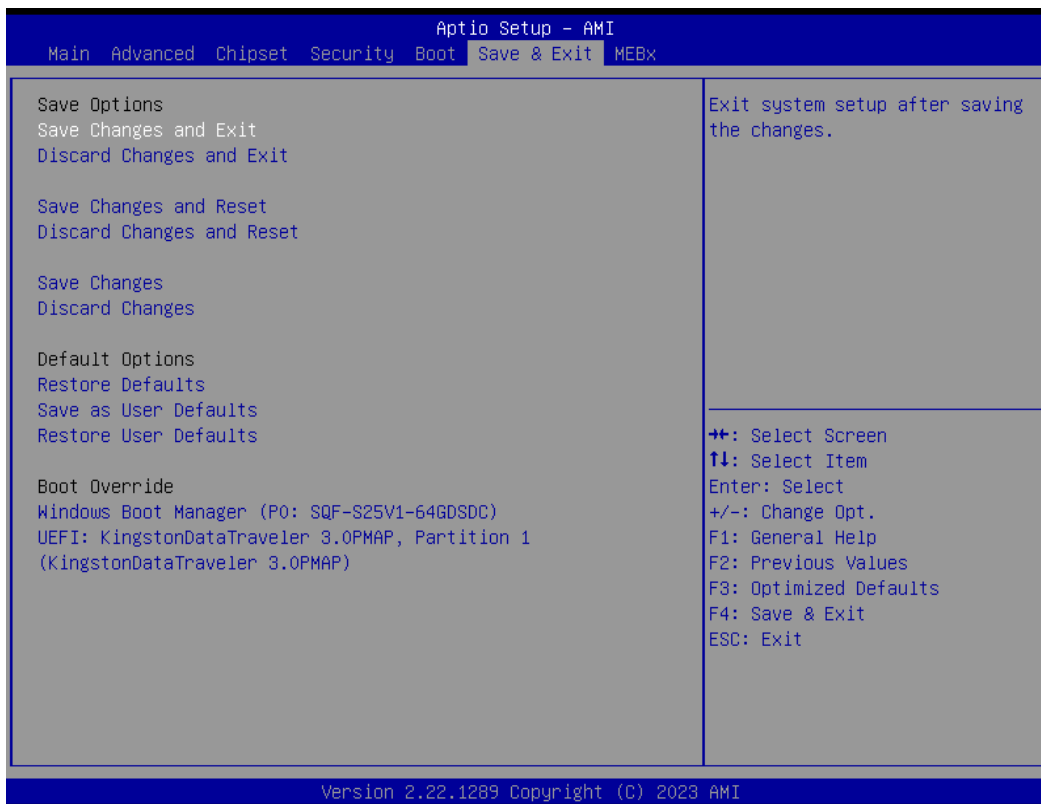 Aptio Setup – AMI
Main Advanced Chipset Security Boot Save & Exit MEBx
Save Options
Save Changes and Exit
Discard Changes and Exit
Save Changes and Reset
Discard Changes and Reset
Save Changes
Discard Changes
Default Options
Restore Defaults
Save as User Defaults
Restore User Defaults
Boot Override
Windows Boot Manager (P0: SQF-S25V1-64GDSDC)
UEFI: KingstonDataTraveler 3.0PMAP, Partition 1
(KingstonDataTraveler 3.0PMAP)
Exit system setup after saving
the changes.
→←: Select Screen
↑↓: Select Item
Enter: Select
+/-: Change Opt.
F1: General Help
F2: Previous Values
F3: Optimized Defaults
F4: Save & Exit
ESC: Exit
Version 2.22.1289 Copyright (C) 2023 AMI